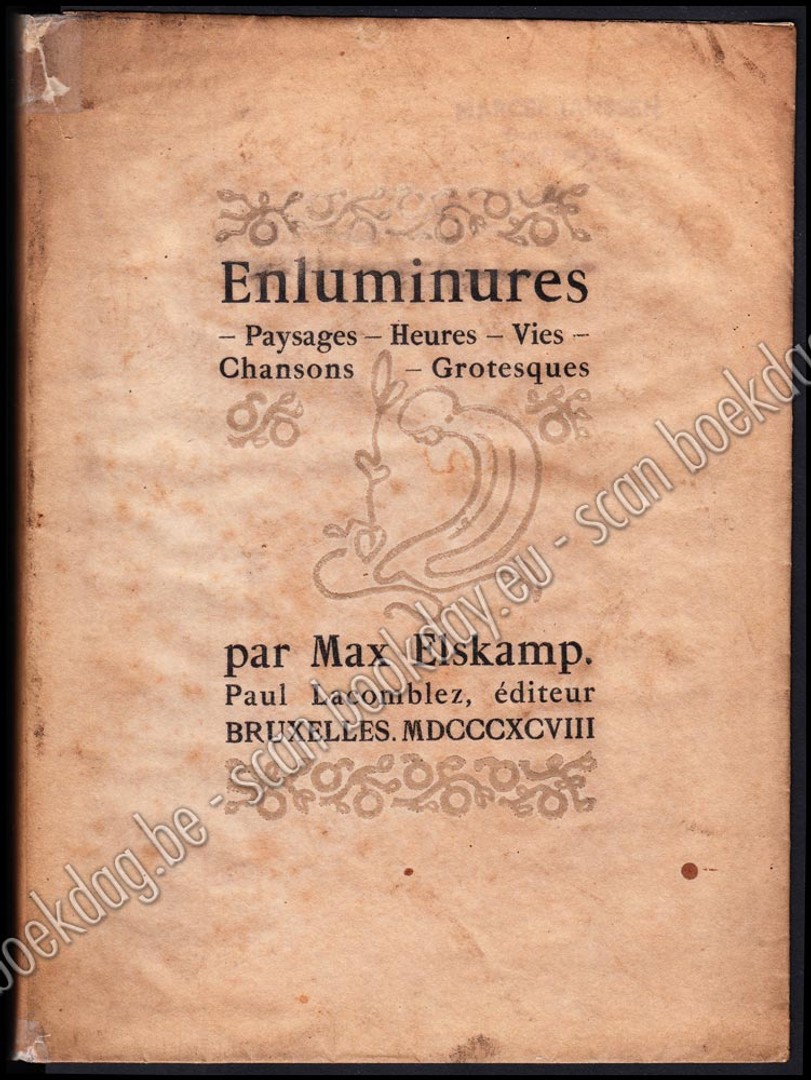 Enluminures
– Paysages – Heures – Vies –
Chansons – Grotesques
par Max Elskamp.
Paul Lacomblez, éditeur
BRUXELLES. MDCCCXCVIII
boekdag.be - scan bookday.eu - scan boekdag